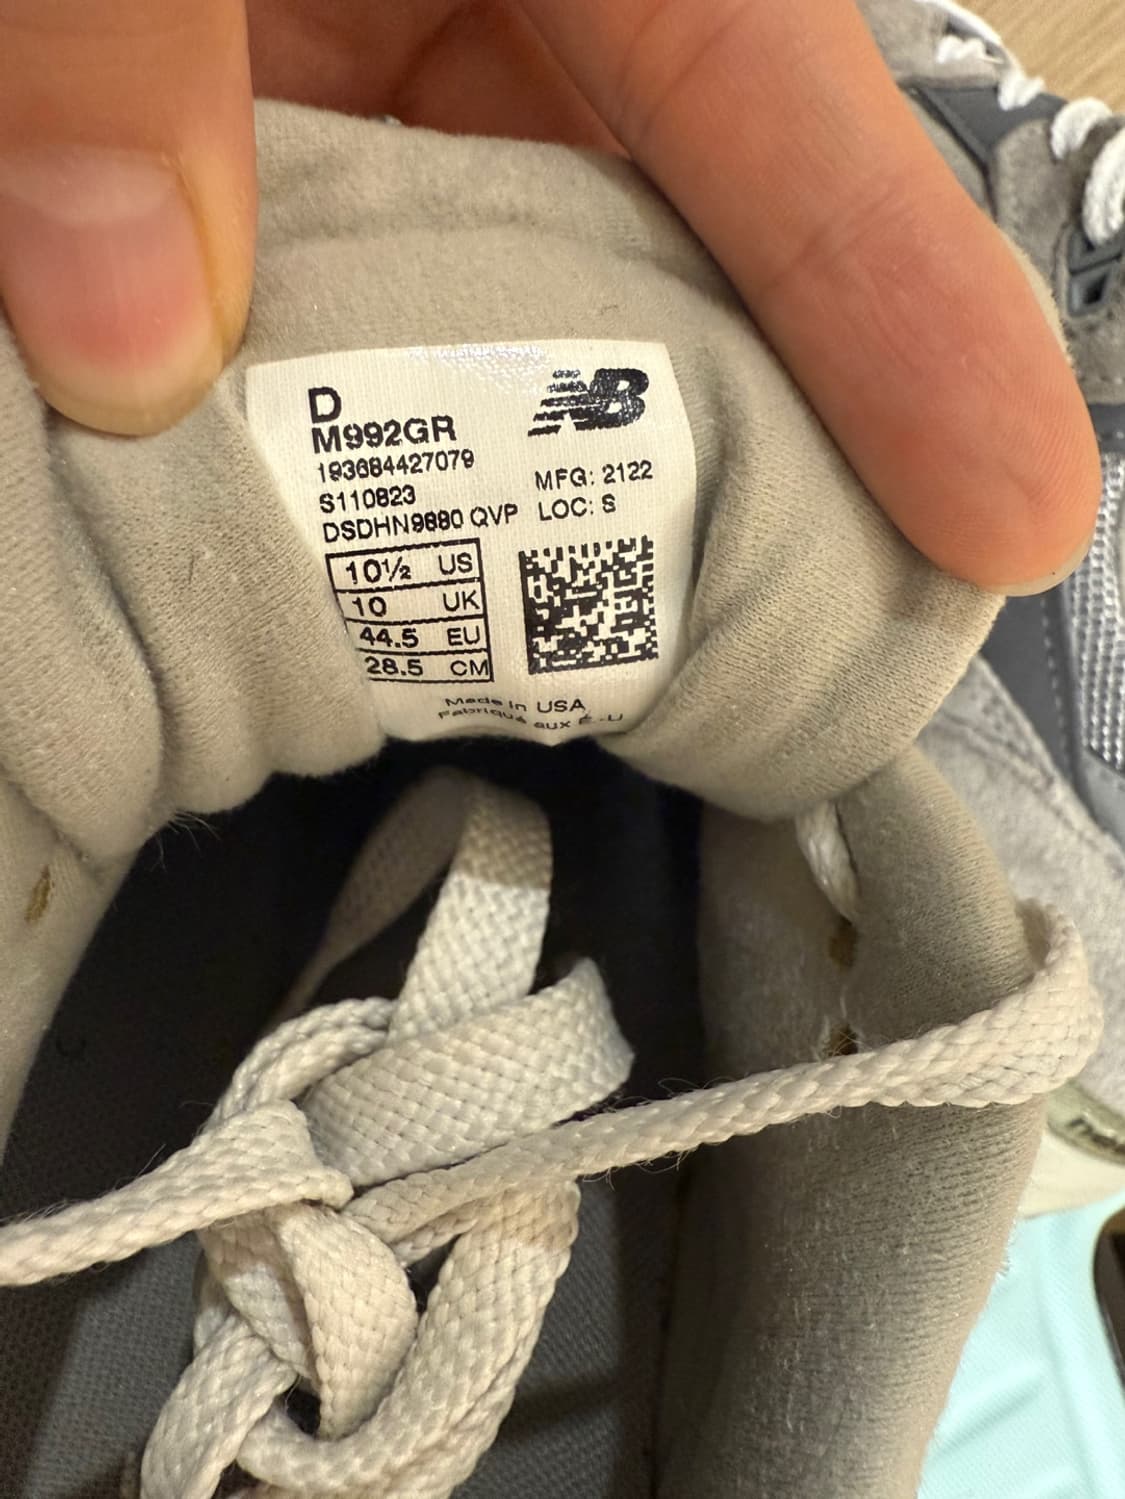 D
M992GR
193684427079
S110823
DSDHN9880 QVP
NB
MFG: 2122
LOC: S
10½ US
10 UK
44.5 EU
28.5 CM
Made in USA
Fabriqué aux É.-U